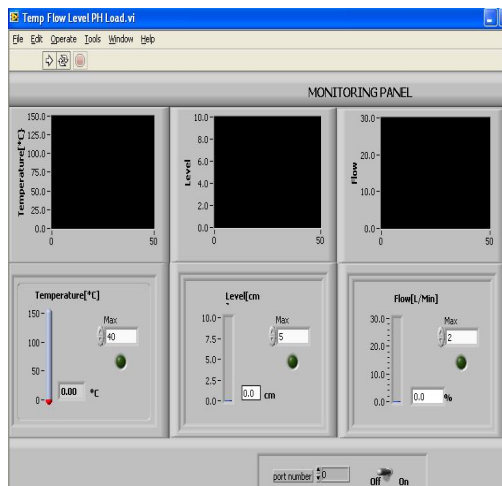 Temp Flow Level PH Load.vi
File Edit Operate Tools Window Help
MONITORING PANEL
Temperature[*C]
150.0
125.0
100.0
75.0
50.0
25.0
0.0
0 50
Level
10.0
8.0
6.0
4.0
2.0
0.0
0 50
Flow
30.0
20.0
10.0
0.0
0 50
Temperature[*C]
150
100
50
0
Max
40
0.00 *C
Level[cm
10.0
7.5
5.0
2.5
0.0
Max
5
0.0 cm
Flow[L/Min]
30.0
20.0
10.0
0.0
Max
2
0.0 %
port number 0
Off On